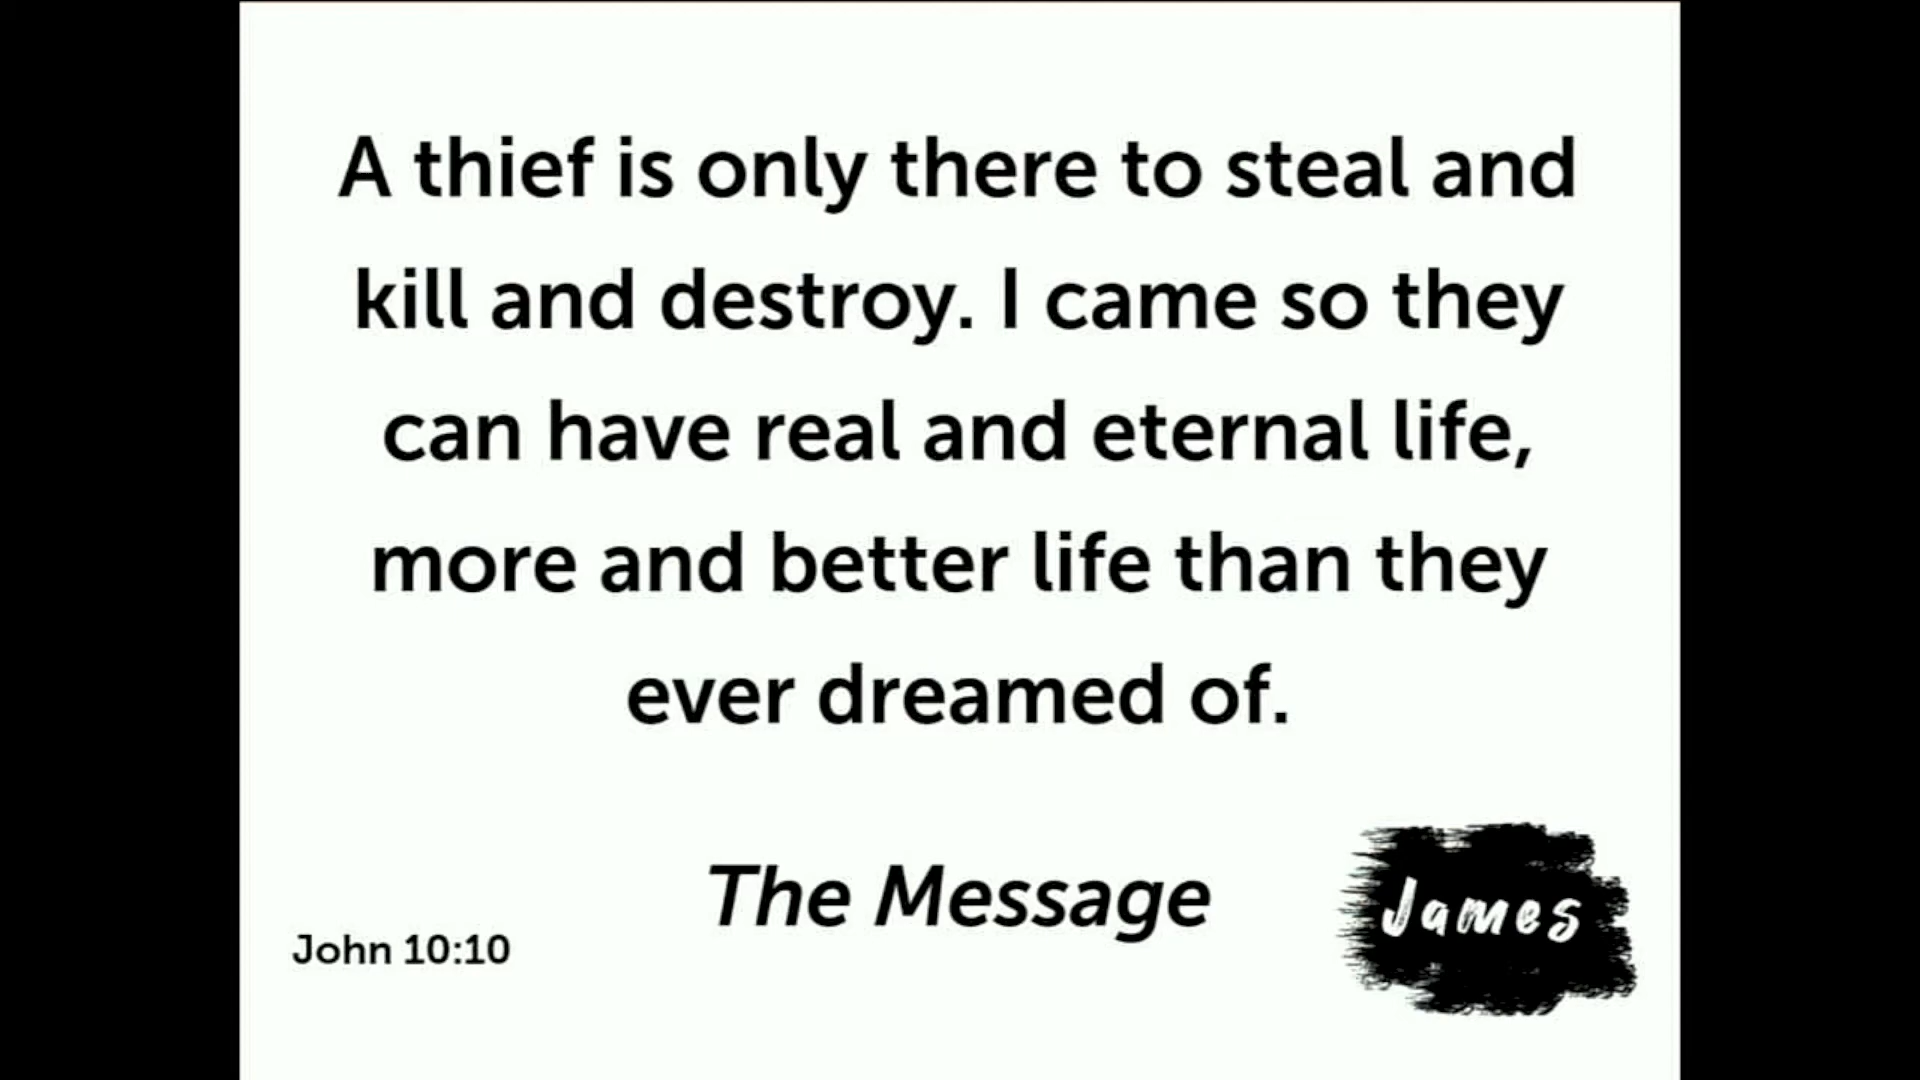 A thief is only there to steal and
kill and destroy. I came so they
can have real and eternal life,
more and better life than they
ever dreamed of.
The Message
James
John 10:10